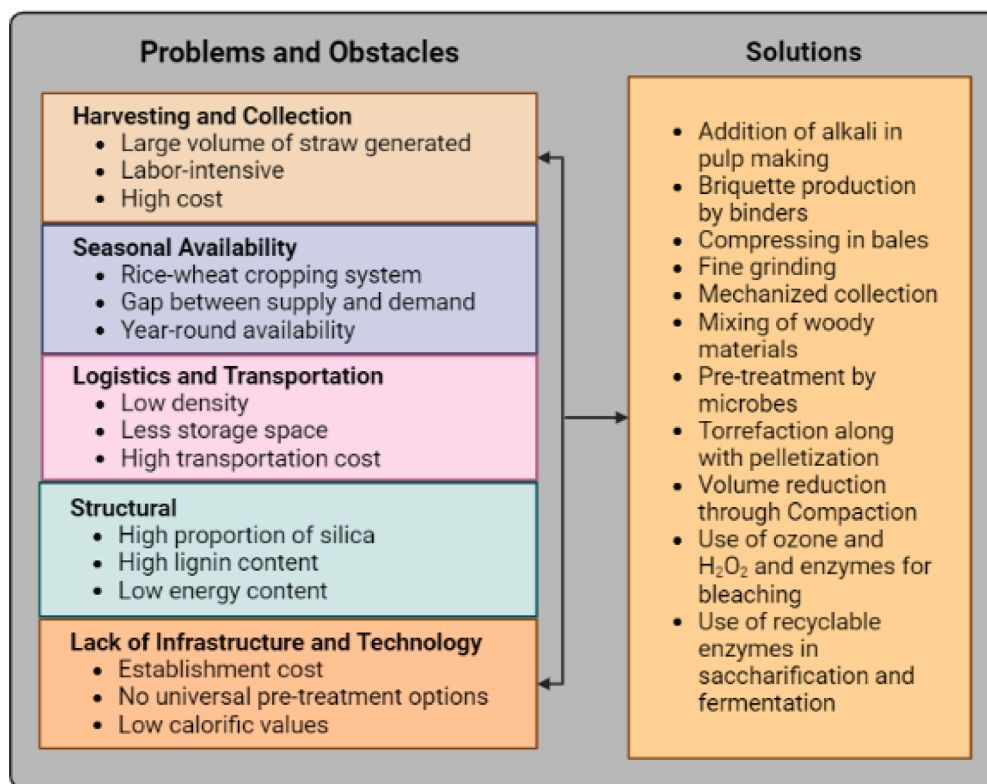 Problems and Obstacles
Harvesting and Collection
• Large volume of straw generated
• Labor-intensive
• High cost
Seasonal Availability
• Rice-wheat cropping system
• Gap between supply and demand
• Year-round availability
Logistics and Transportation
• Low density
• Less storage space
• High transportation cost
Structural
• High proportion of silica
• High lignin content
• Low energy content
Lack of Infrastructure and Technology
• Establishment cost
• No universal pre-treatment options
• Low calorific values
Solutions
• Addition of alkali in
pulp making
• Briquette production
by binders
• Compressing in bales
• Fine grinding
• Mechanized collection
• Mixing of woody
materials
• Pre-treatment by
microbes
• Torrefaction along
with pelletization
• Volume reduction
through Compaction
• Use of ozone and
H₂O₂ and enzymes for
bleaching
• Use of recyclable
enzymes in
saccharification and
fermentation